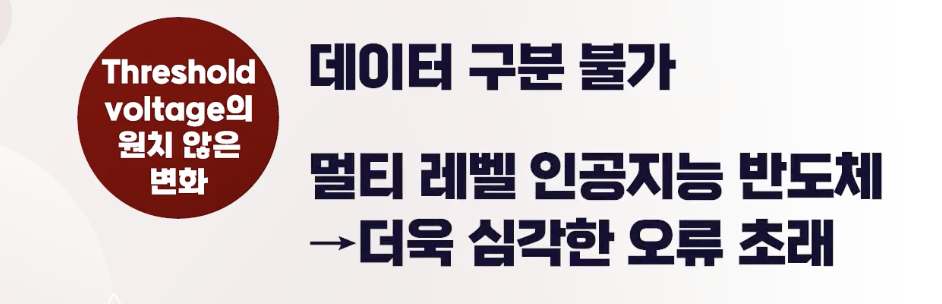 Threshold
voltage의
원치 않은
변화
데이터 구분 불가
멀티 레벨 인공지능 반도체
→더욱 심각한 오류 초래